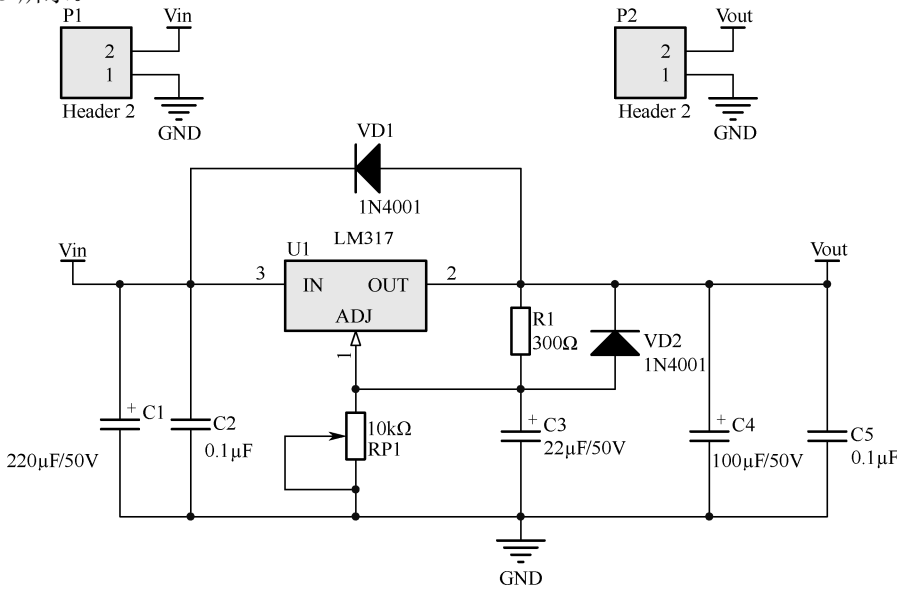 P1
Vin
2
1
Header 2
GND
P2
Vout
2
1
Header 2
GND
VD1
1N4001
LM317
U1
Vin
Vout
3
IN
OUT
2
ADJ
1
R1
300Ω
VD2
1N4001
+
C1
220μF/50V
C2
0.1μF
10kΩ
RP1
+
C3
22μF/50V
+
C4
100μF/50V
C5
0.1μF
GND